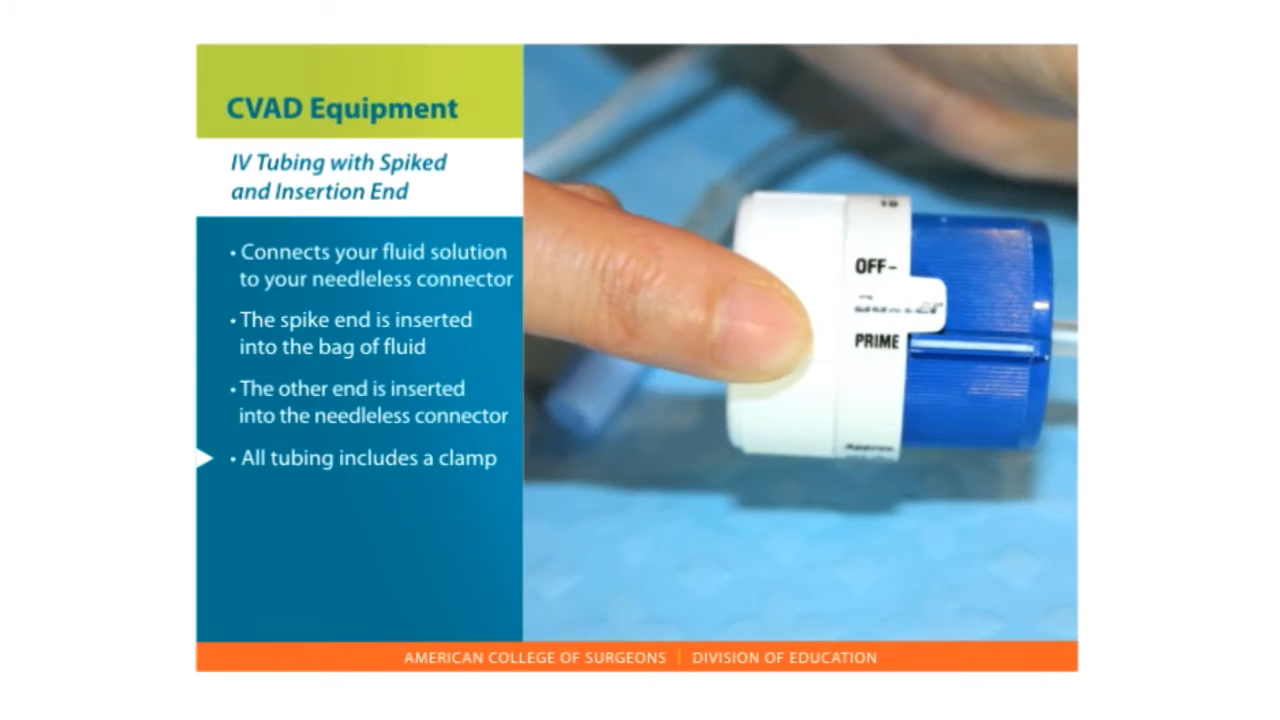 CVAD Equipment
IV Tubing with Spiked
and Insertion End
• Connects your fluid solution
to your needleless connector
• The spike end is inserted
into the bag of fluid
• The other end is inserted
into the needleless connector
• All tubing includes a clamp
10
OFF-
PRIME
Approx.
AMERICAN COLLEGE OF SURGEONS | DIVISION OF EDUCATION